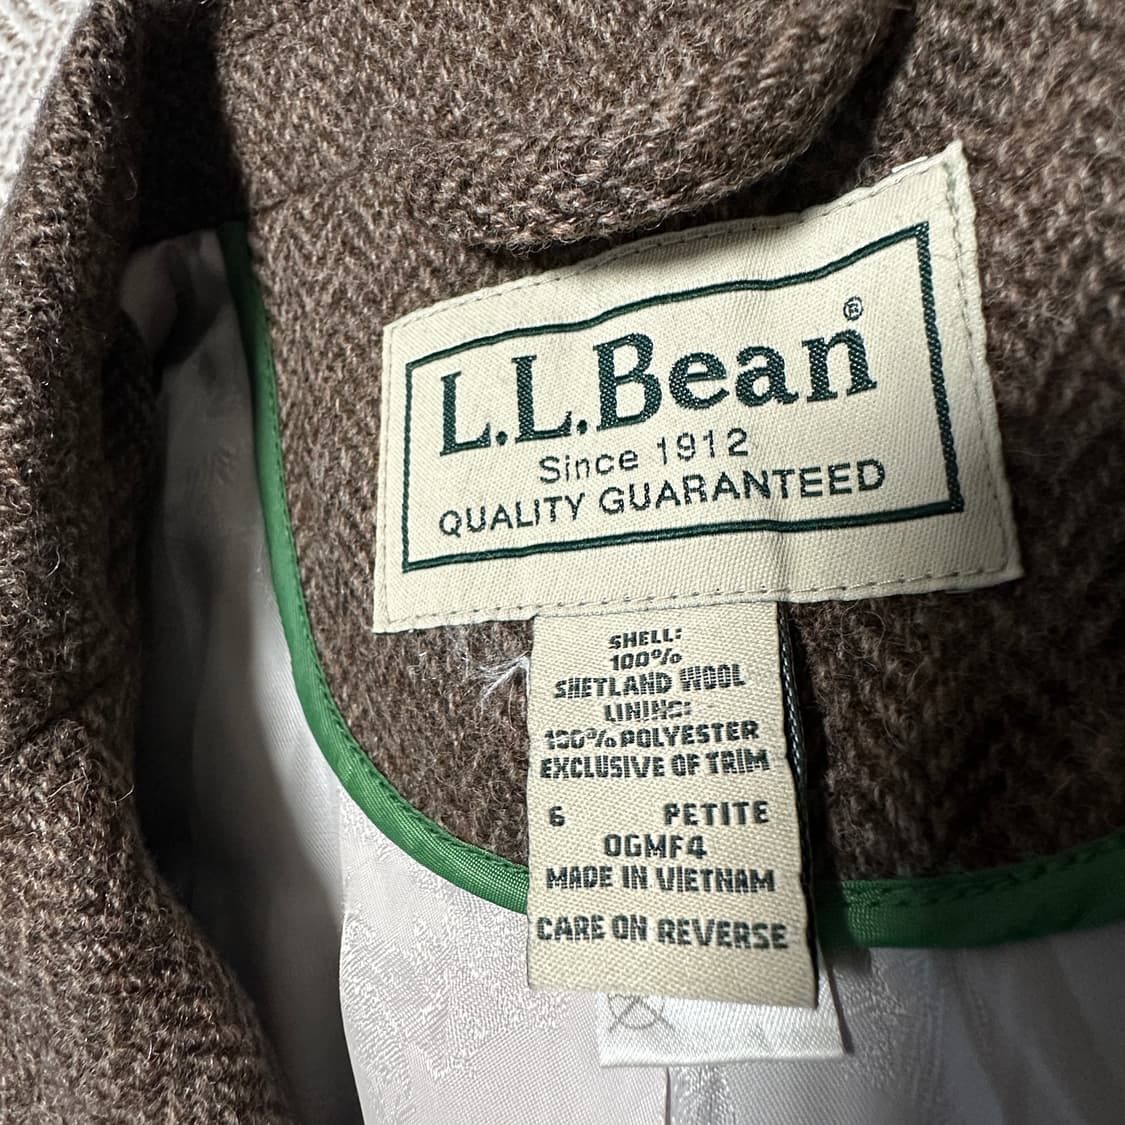 L.L.Bean®
Since 1912
QUALITY GUARANTEED
SHELL:
100%
SHETLAND WOOL
LINING:
100% POLYESTER
EXCLUSIVE OF TRIM
6 PETITE
0GMF4
MADE IN VIETNAM
CARE ON REVERSE